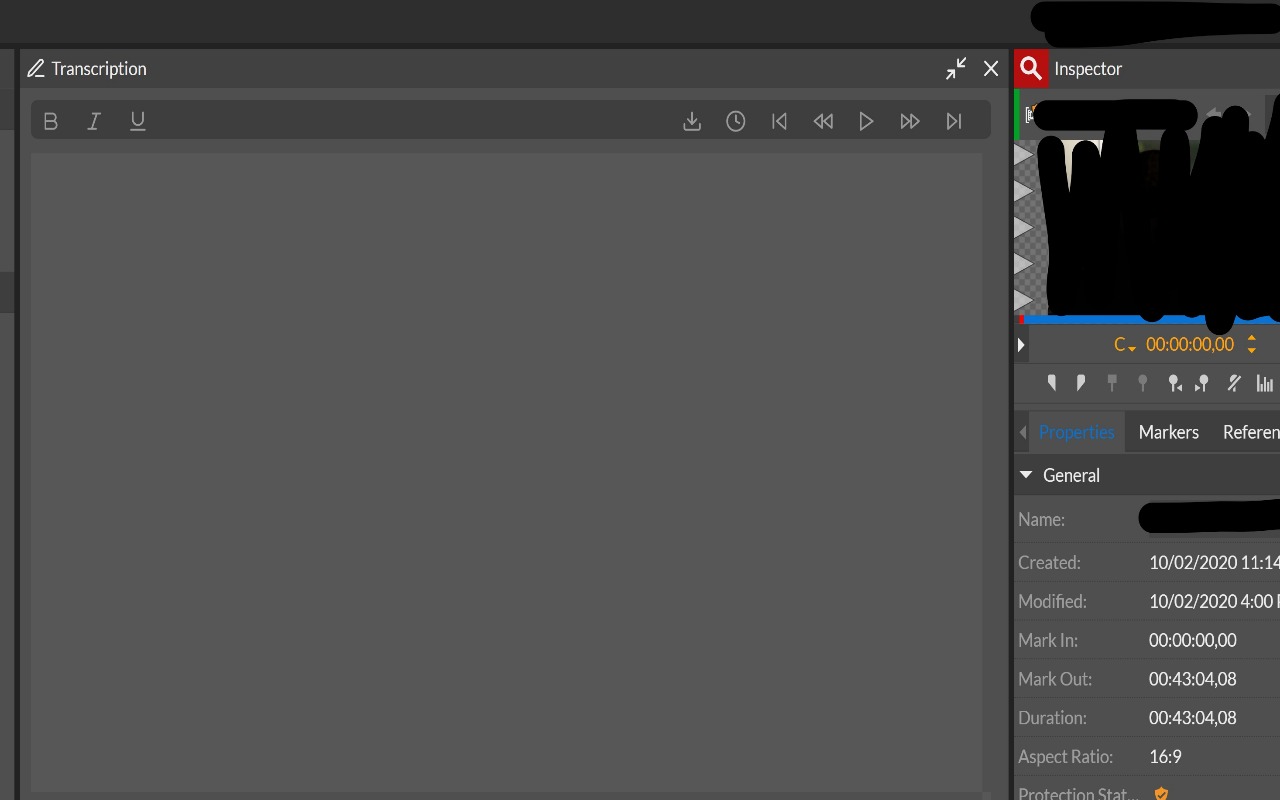 Transcription
Inspector
B I U
C 00:00:00,00
Properties Markers Referen
General
Name:
Created: 10/02/2020 11:14
Modified: 10/02/2020 4:00
Mark In: 00:00:00,00
Mark Out: 00:43:04,08
Duration: 00:43:04,08
Aspect Ratio: 16:9
Protection Stat...